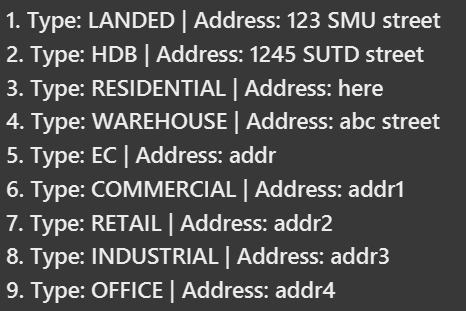 1. Type: LANDED | Address: 123 SMU street
2. Type: HDB | Address: 1245 SUTD street
3. Type: RESIDENTIAL | Address: here
4. Type: WAREHOUSE | Address: abc street
5. Type: EC | Address: addr
6. Type: COMMERCIAL | Address: addr1
7. Type: RETAIL | Address: addr2
8. Type: INDUSTRIAL | Address: addr3
9. Type: OFFICE | Address: addr4